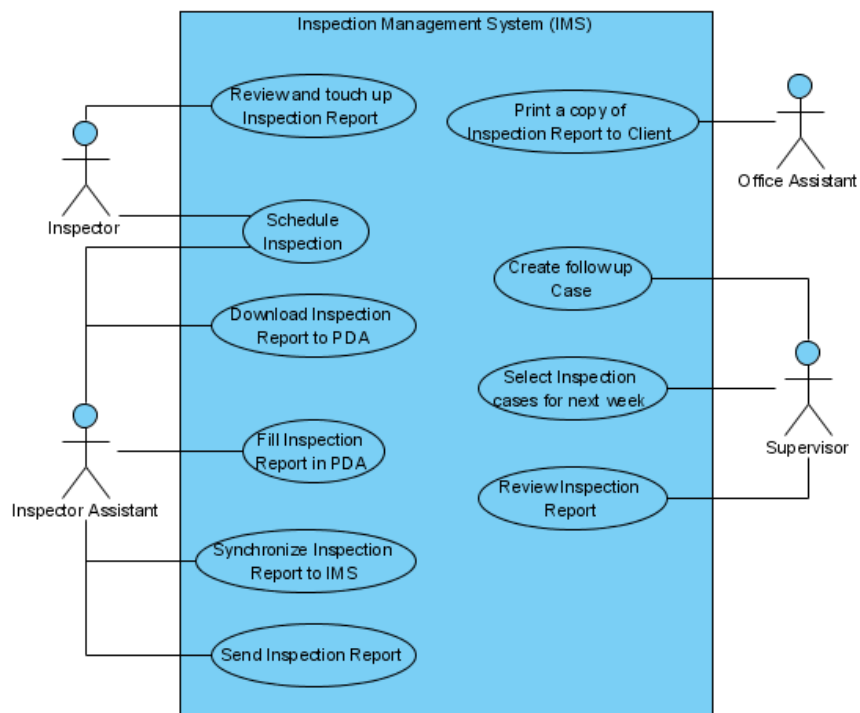 Inspection Management System (IMS)
Review and touch up
Inspection Report
Print a copy of
Inspection Report to Client
Office Assistant
Inspector
Schedule
Inspection
Create follow up
Case
Download Inspection
Report to PDA
Select Inspection
cases for next week
Supervisor
Fill Inspection
Report in PDA
Inspector Assistant
Review Inspection
Report
Synchronize Inspection
Report to IMS
Send Inspection Report